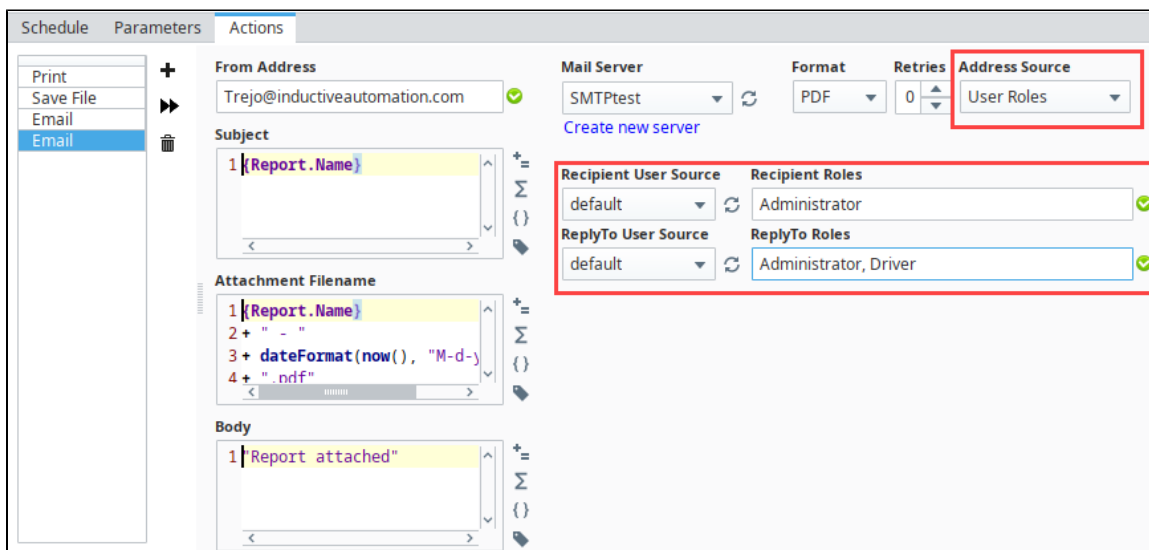 Schedule Parameters Actions
Print
Save File
Email
Email
From Address
Trejo@inductiveautomation.com
Subject
1 {Report.Name}
Attachment Filename
1 {Report.Name}
2 + " - "
3 + dateFormat(now(), "M-d-y
4 + ".pdf"
Body
1 "Report attached"
Mail Server Format Retries Address Source
SMTPtest PDF 0 User Roles
Create new server
Recipient User Source Recipient Roles
default Administrator
ReplyTo User Source ReplyTo Roles
default Administrator, Driver